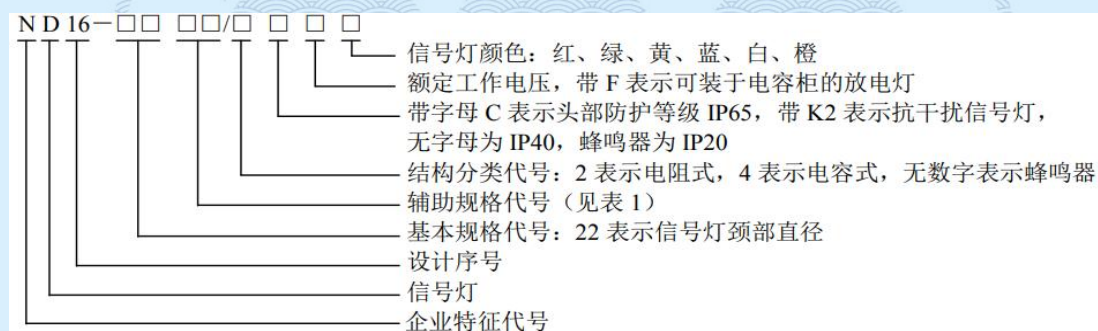 ND16-□□ □□/□ □ □ □
信号灯颜色：红、绿、黄、蓝、白、橙
额定工作电压，带 F 表示可装于电容柜的放电灯
带字母 C 表示头部防护等级 IP65，带 K2 表示抗干扰信号灯，
无字母为 IP40，蜂鸣器为 IP20
结构分类代号：2 表示电阻式，4 表示电容式，无数字表示蜂鸣器
辅助规格代号（见表 1）
基本规格代号：22 表示信号灯颈部直径
设计序号
信号灯
企业特征代号